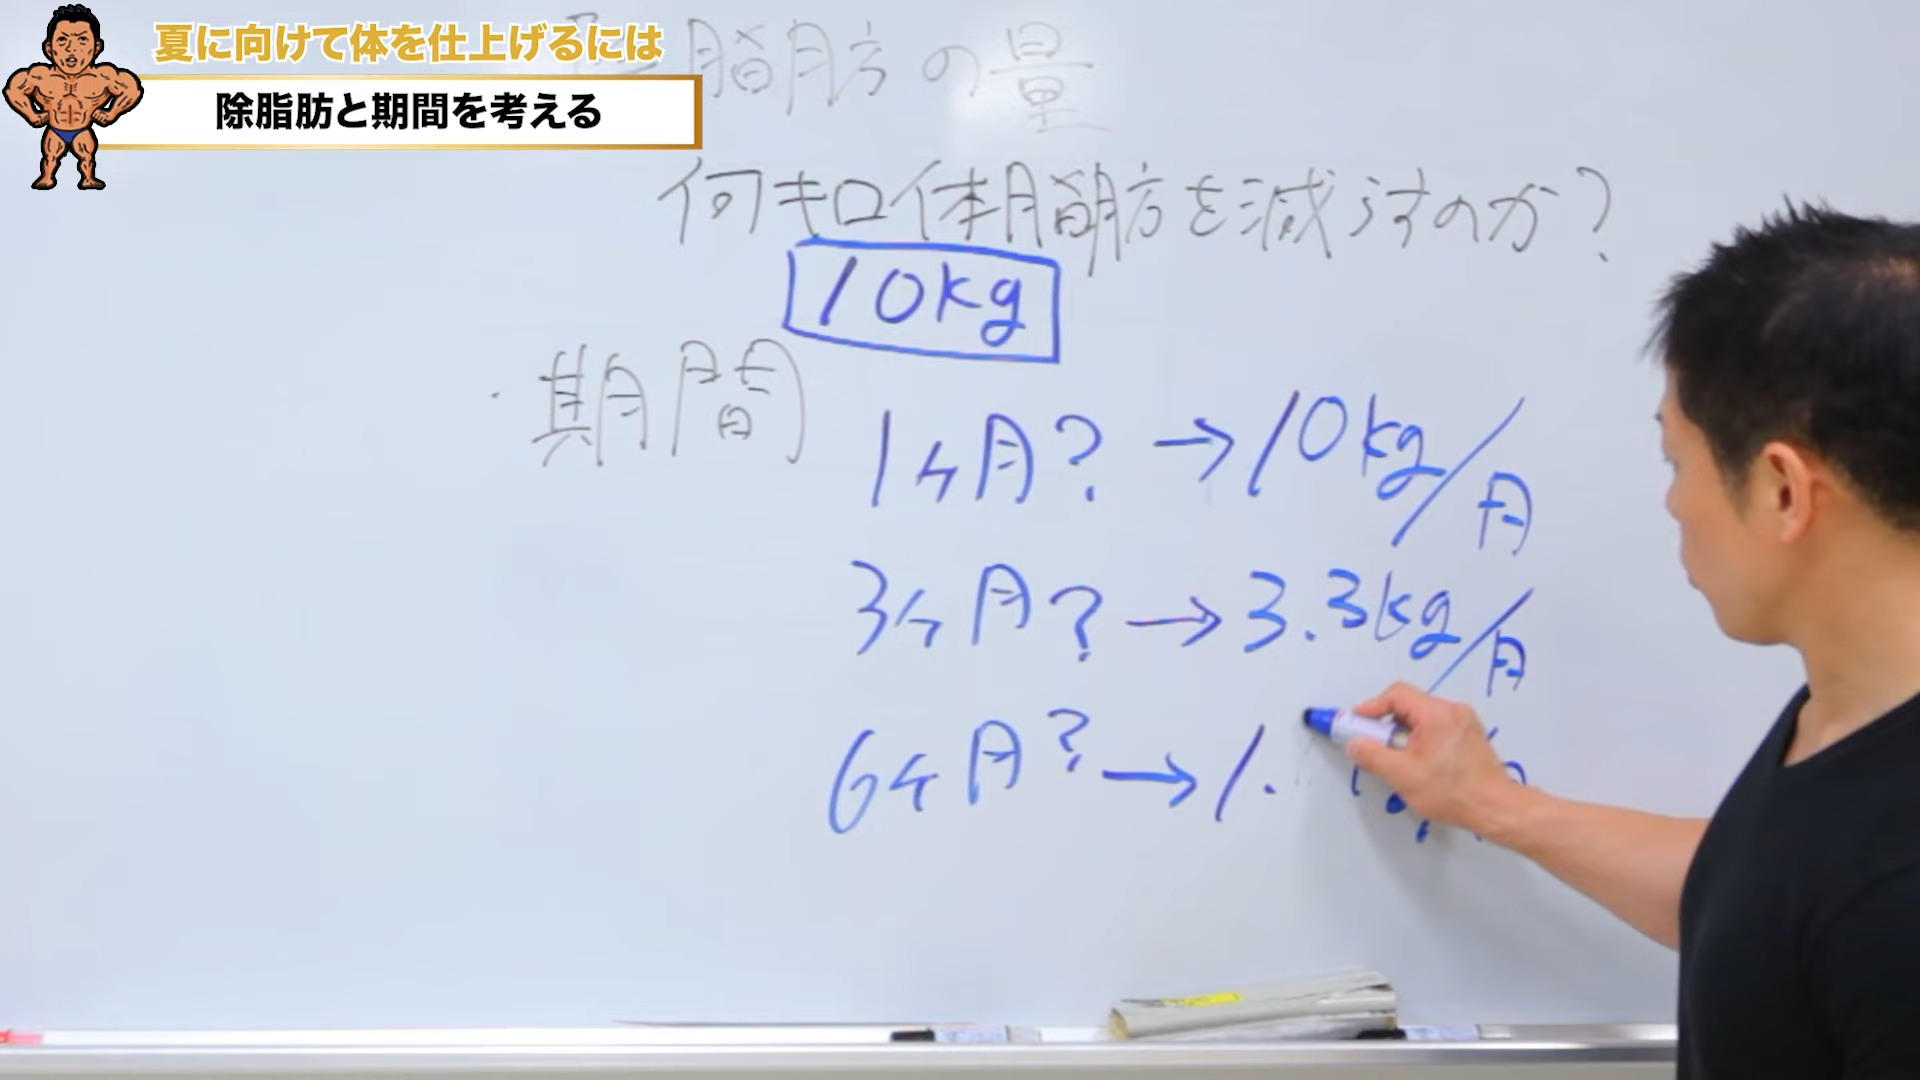 夏に向けて体を仕上げるには
除脂肪と期間を考える
脂肪の量
何キロ体脂肪を減らすのか?
10kg
・期間
1ヶ月? → 10kg/月
3ヶ月? → 3.3kg/月
6ヶ月? → 1.